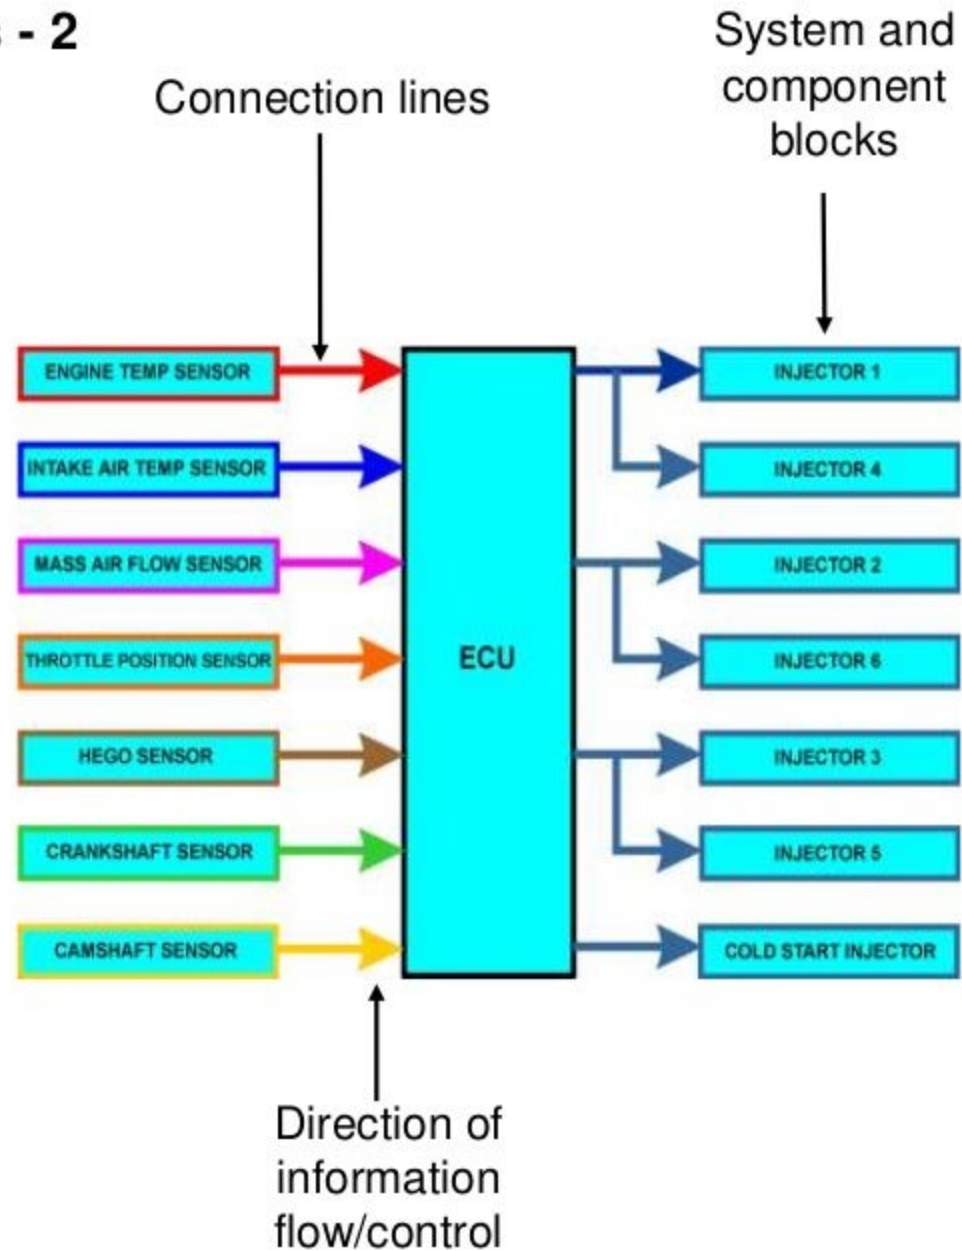 - 2
Connection lines
System and
component
blocks
ENGINE TEMP SENSOR
INTAKE AIR TEMP SENSOR
MASS AIR FLOW SENSOR
THROTTLE POSITION SENSOR
HEGO SENSOR
CRANKSHAFT SENSOR
CAMSHAFT SENSOR
ECU
INJECTOR 1
INJECTOR 4
INJECTOR 2
INJECTOR 6
INJECTOR 3
INJECTOR 5
COLD START INJECTOR
Direction of
information
flow/control